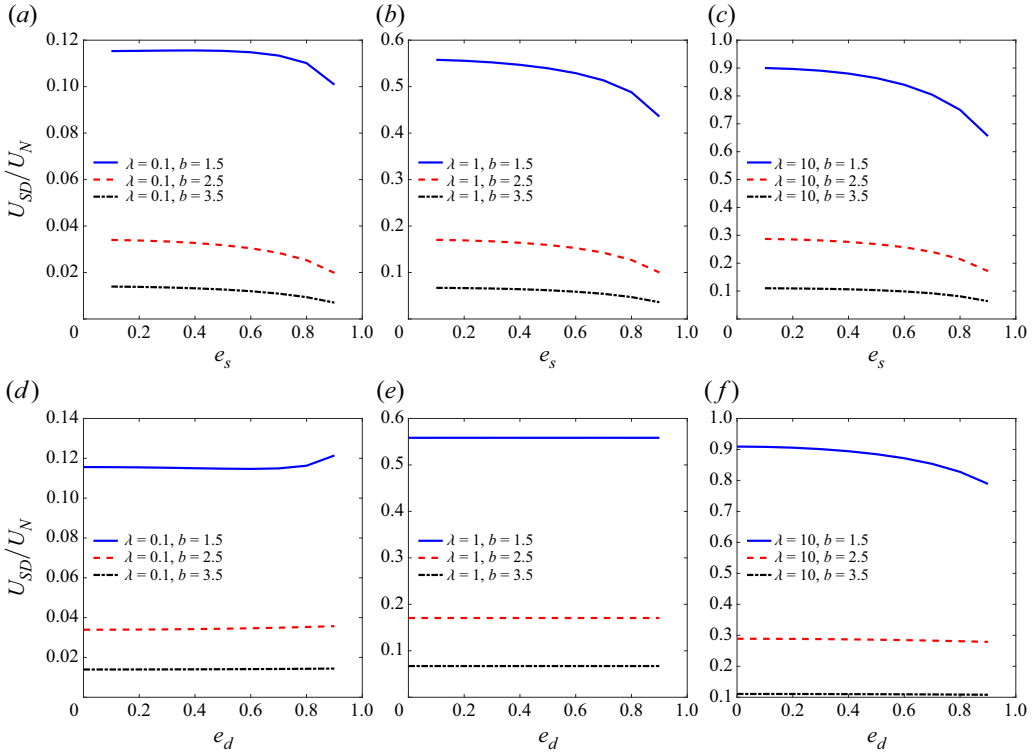 (a)
0.12
0.10
0.08
0.06
0.04
0.02
0
0.2
0.4
0.6
0.8
1.0
U_SD/U_N
e_s
λ = 0.1, b = 1.5
λ = 0.1, b = 2.5
λ = 0.1, b = 3.5
(b)
0.6
0.5
0.4
0.3
0.2
0.1
0
0.2
0.4
0.6
0.8
1.0
e_s
λ = 1, b = 1.5
λ = 1, b = 2.5
λ = 1, b = 3.5
(c)
1.0
0.9
0.8
0.7
0.6
0.5
0.4
0.3
0.2
0.1
0
0.2
0.4
0.6
0.8
1.0
e_s
λ = 10, b = 1.5
λ = 10, b = 2.5
λ = 10, b = 3.5
(d)
0.14
0.12
0.10
0.08
0.06
0.04
0.02
0
0.2
0.4
0.6
0.8
1.0
U_SD/U_N
e_d
λ = 0.1, b = 1.5
λ = 0.1, b = 2.5
λ = 0.1, b = 3.5
(e)
0.6
0.5
0.4
0.3
0.2
0.1
0
0.2
0.4
0.6
0.8
1.0
e_d
λ = 1, b = 1.5
λ = 1, b = 2.5
λ = 1, b = 3.5
(f)
1.0
0.9
0.8
0.7
0.6
0.5
0.4
0.3
0.2
0.1
0
0.2
0.4
0.6
0.8
1.0
e_d
λ = 10, b = 1.5
λ = 10, b = 2.5
λ = 10, b = 3.5